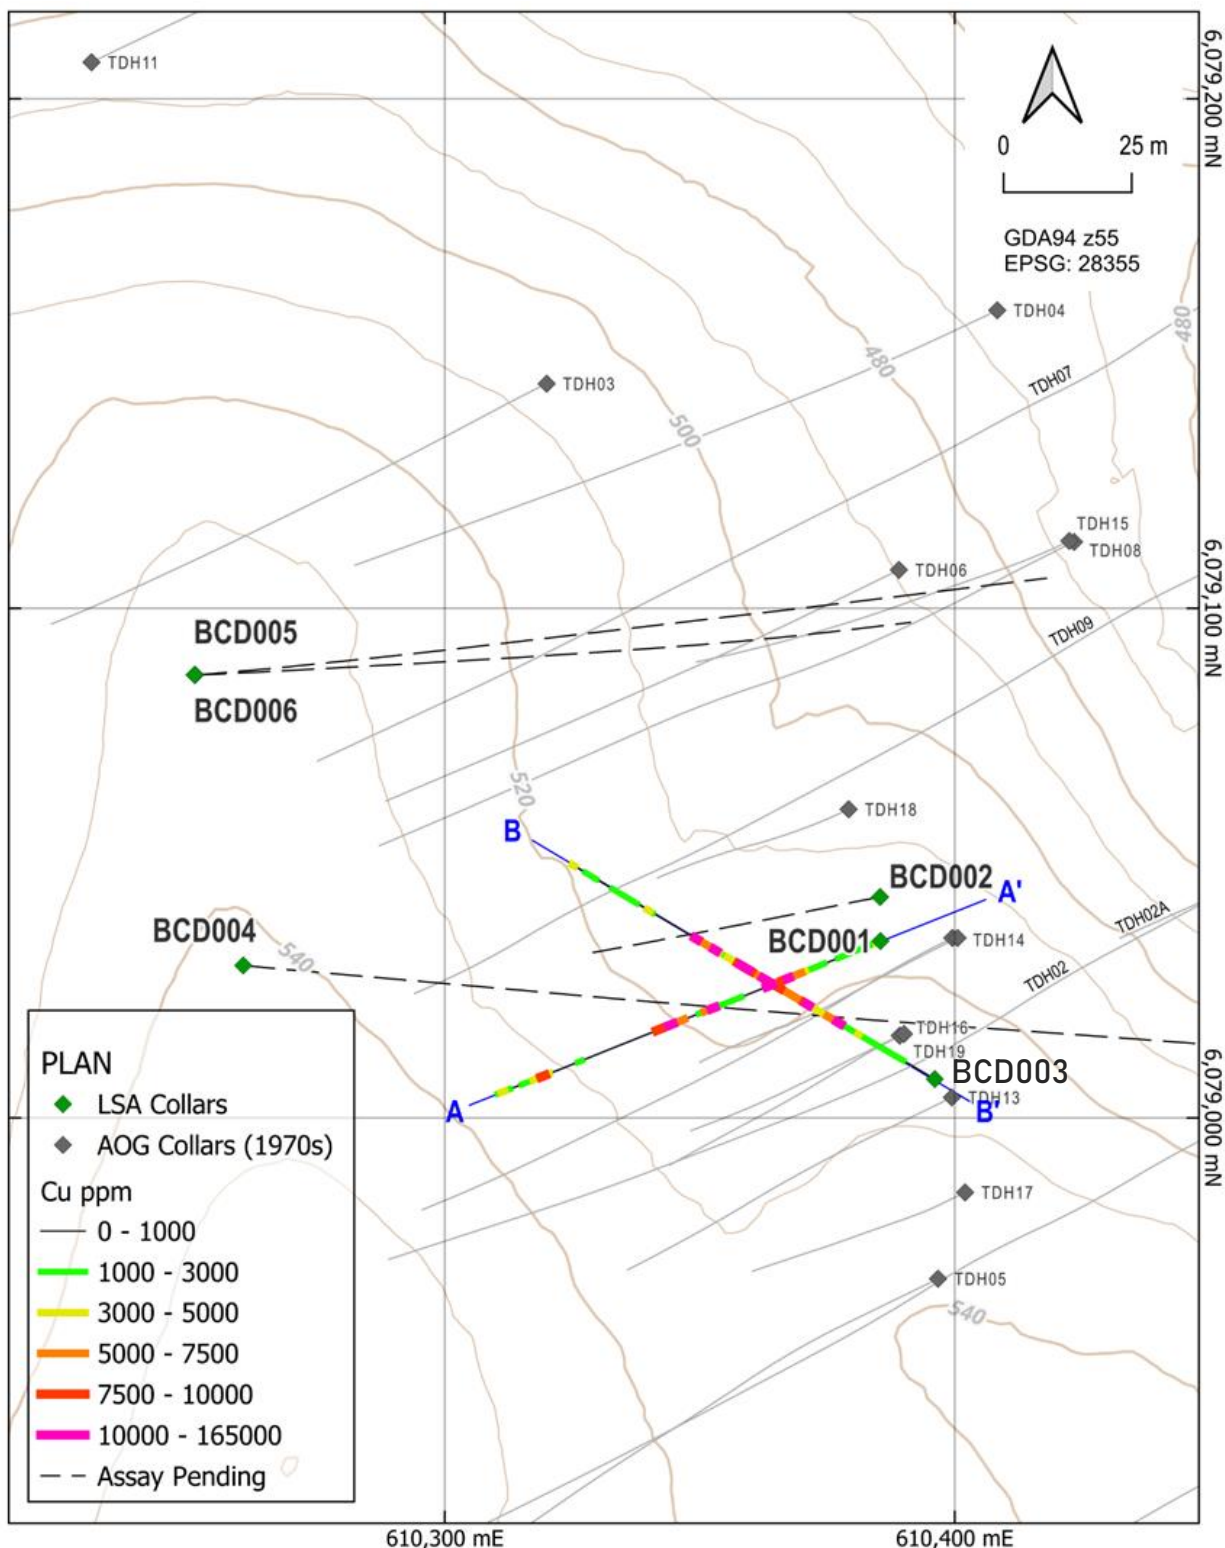 TDH11
6,079,200 mN
0 25 m
GDA94 z55
EPSG: 28355
TDH04
480
480
TDH07
TDH03
500
TDH15
TDH08
TDH06
6,079,100 mN
TDH09
BCD005
BCD006
520
TDH18
B
BCD002
A'
BCD004
BCD001
TDH02A
TDH14
540
TDH02
TDH16
TDH19
BCD003
TDH13
A
B'
6,079,000 mN
PLAN
LSA Collars
AOG Collars (1970s)
Cu ppm
0 - 1000
1000 - 3000
3000 - 5000
5000 - 7500
7500 - 10000
10000 - 165000
Assay Pending
TDH17
TDH05
540
610,300 mE
610,400 mE